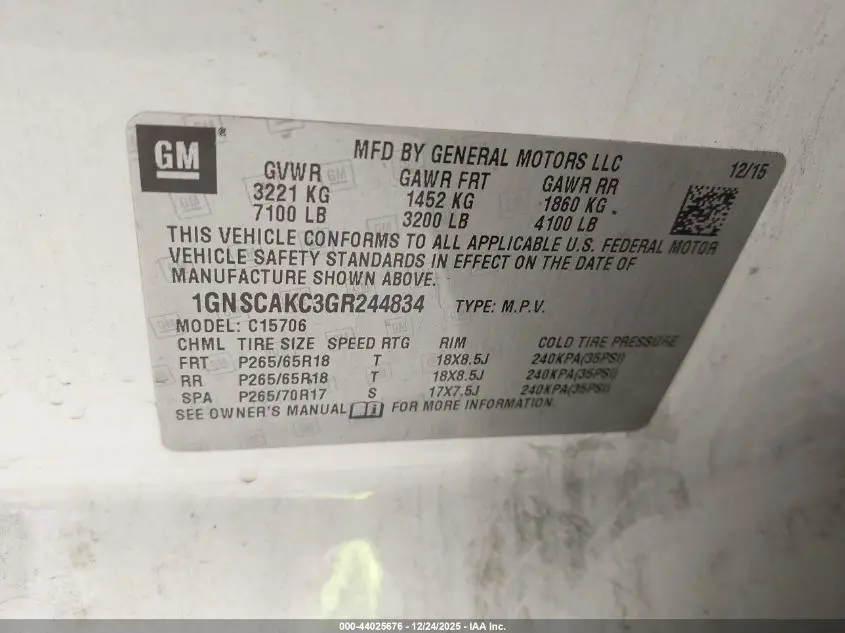 GM®
MFD BY GENERAL MOTORS LLC
12/15
GVWR GAWR FRT GAWR RR
3221 KG 1452 KG 1860 KG
7100 LB 3200 LB 4100 LB
THIS VEHICLE CONFORMS TO ALL APPLICABLE U.S. FEDERAL MOTOR
VEHICLE SAFETY STANDARDS IN EFFECT ON THE DATE OF
MANUFACTURE SHOWN ABOVE.
1GNSCAKC3GR244834 TYPE: M.P.V.
MODEL: C15706
CHML TIRE SIZE SPEED RTG RIM COLD TIRE PRESSURE
FRT P265/65R18 T 18X8.5J 240KPA(35PSI)
RR P265/65R18 T 18X8.5J 240KPA(35PSI)
SPA P265/70R17 S 17X7.5J 240KPA(35PSI)
SEE OWNER'S MANUAL FOR MORE INFORMATION.
000-44025676 - 12/24/2025 - IAA Inc.